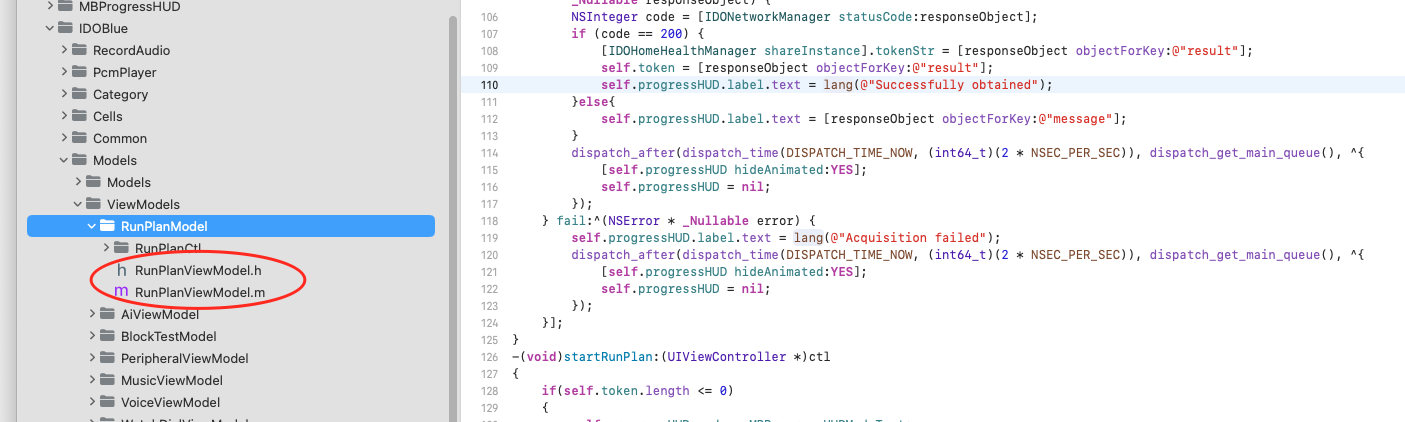 MBProgressHUD
IDOBlue
RecordAudio
PcmPlayer
Category
Cells
Common
Models
Models
ViewModels
RunPlanModel
RunPlanCtl
h RunPlanViewModel.h
m RunPlanViewModel.m
AiViewModel
BlockTestModel
PeripheralViewModel
MusicViewModel
VoiceViewModel
_Nullable responseObject) {
106 NSInteger code = [IDONetworkManager statusCode:responseObject];
107 if (code == 200) {
108 [IDOHomeHealthManager shareInstance].tokenStr = [responseObject objectForKey:@"result"];
109 self.token = [responseObject objectForKey:@"result"];
110 self.progressHUD.label.text = lang(@"Successfully obtained");
111 }else{
112 self.progressHUD.label.text = [responseObject objectForKey:@"message"];
113 }
114 dispatch_after(dispatch_time(DISPATCH_TIME_NOW, (int64_t)(2 * NSEC_PER_SEC)), dispatch_get_main_queue(), ^{
115 [self.progressHUD hideAnimated:YES];
116 self.progressHUD = nil;
117 });
118 } fail:^(NSError * _Nullable error) {
119 self.progressHUD.label.text = lang(@"Acquisition failed");
120 dispatch_after(dispatch_time(DISPATCH_TIME_NOW, (int64_t)(2 * NSEC_PER_SEC)), dispatch_get_main_queue(), ^{
121 [self.progressHUD hideAnimated:YES];
122 self.progressHUD = nil;
123 });
124 }];
125 }
126 -(void)startRunPlan:(UIViewController *)ctl
127 {
128 if(self.token.length <= 0)
129 {